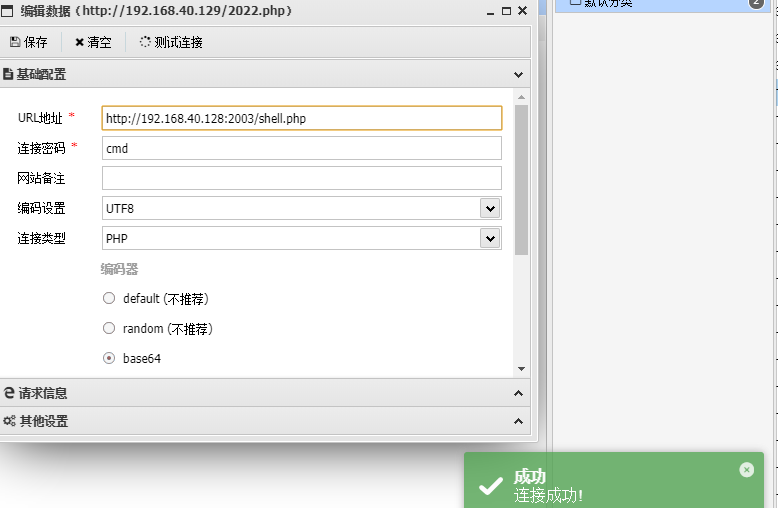 编辑数据（http://192.168.40.129/2022.php）
保存 清空 测试连接
基础配置
URL地址 * http://192.168.40.128:2003/shell.php
连接密码 * cmd
网站备注
编码设置 UTF8
连接类型 PHP
编码器
default (不推荐)
random (不推荐)
base64
请求信息
其他设置
默认分类 2
成功
连接成功!